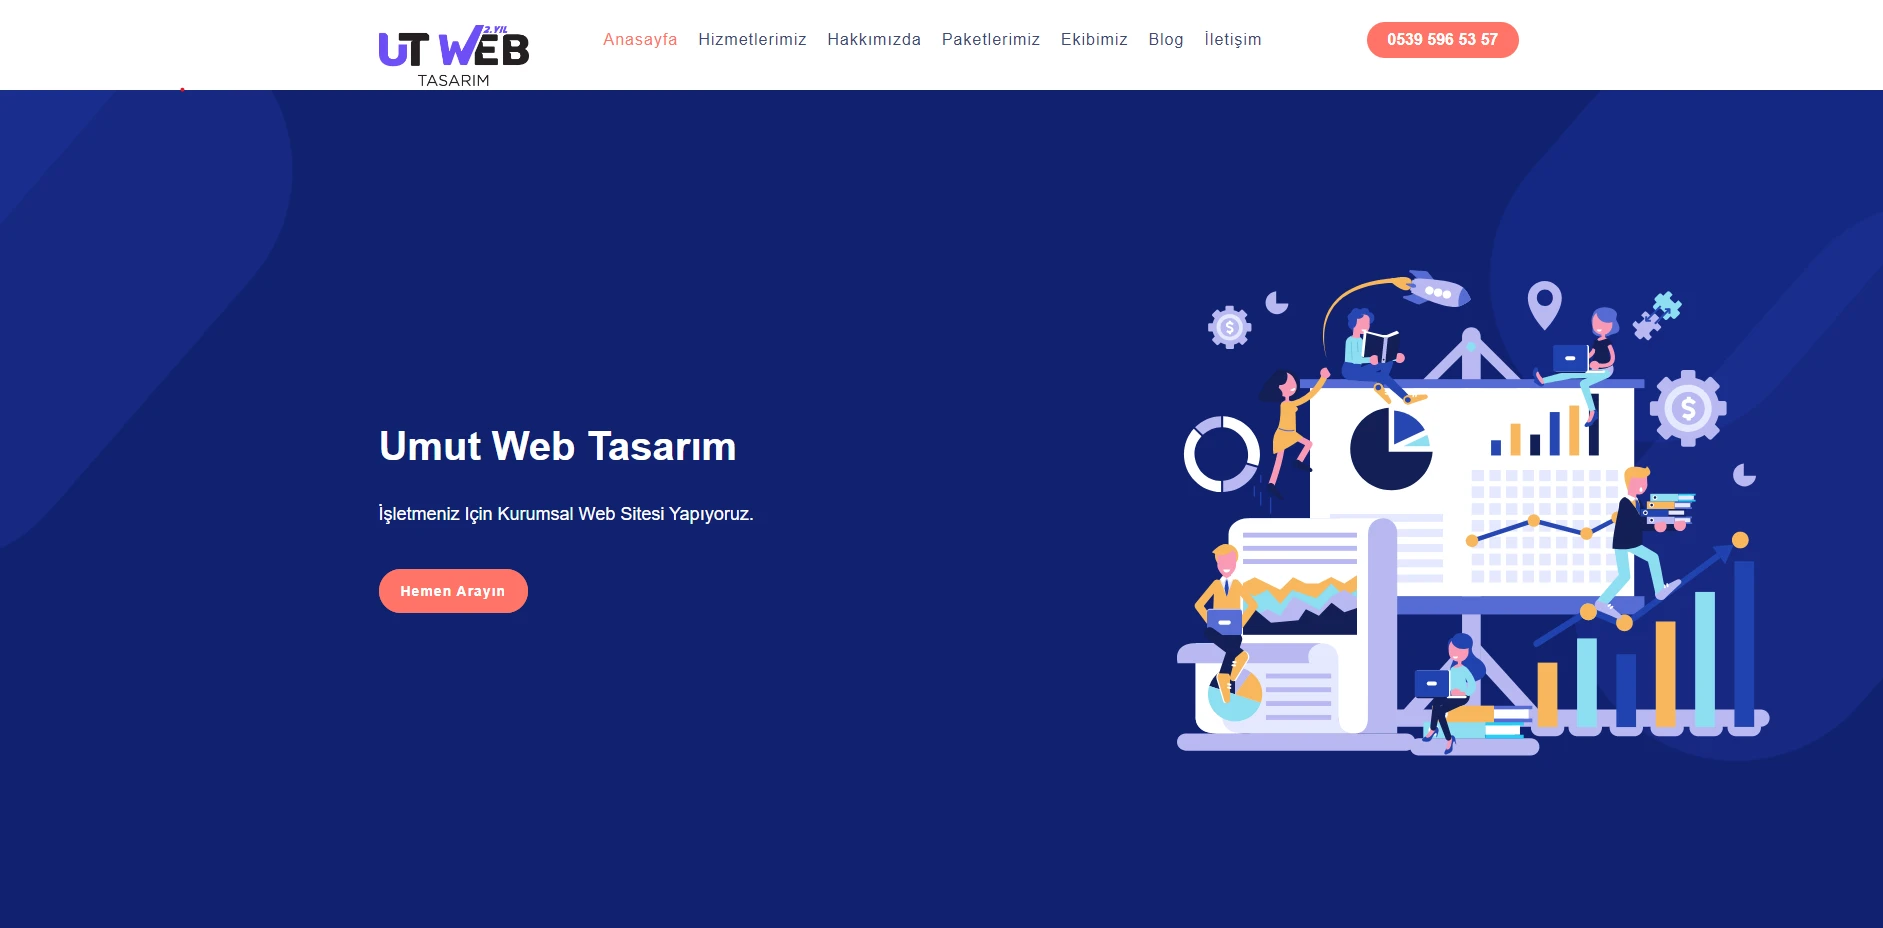 2.YIL
UT WEB
TASARIM
Anasayfa Hizmetlerimiz Hakkımızda Paketlerimiz Ekibimiz Blog İletişim
0539 596 53 57
Umut Web Tasarım
İşletmeniz Için Kurumsal Web Sitesi Yapıyoruz.
Hemen Arayın
$
$